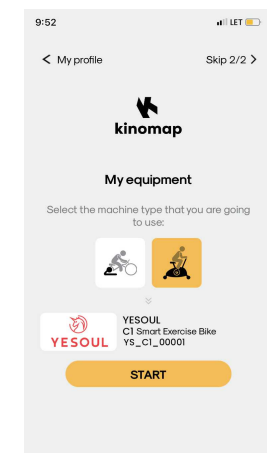 9:52
LET
My profile
Skip 2/2
kinomap
My equipment
Select the machine type that you are going
to use:
YESOUL
YESOUL
C1 Smart Exercise Bike
YS_C1_00001
START